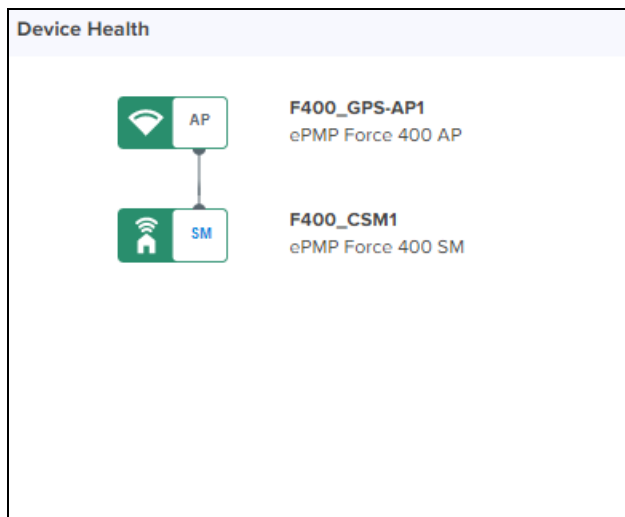 Device Health
AP
F400_GPS-AP1
ePMP Force 400 AP
SM
F400_CSM1
ePMP Force 400 SM